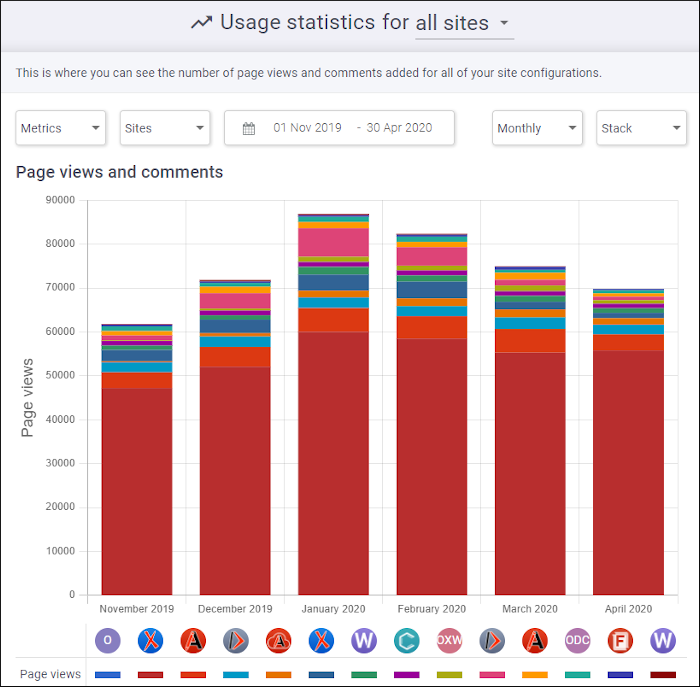 Usage statistics for all sites
This is where you can see the number of page views and comments added for all of your site configurations.
Metrics Sites 01 Nov 2019 - 30 Apr 2020 Monthly Stack
Page views and comments
90000
80000
70000
60000
50000
40000
30000
20000
10000
0
Page views
November 2019 December 2019 January 2020 February 2020 March 2020 April 2020
O X A A X W C OXW A ODC F W
Page views